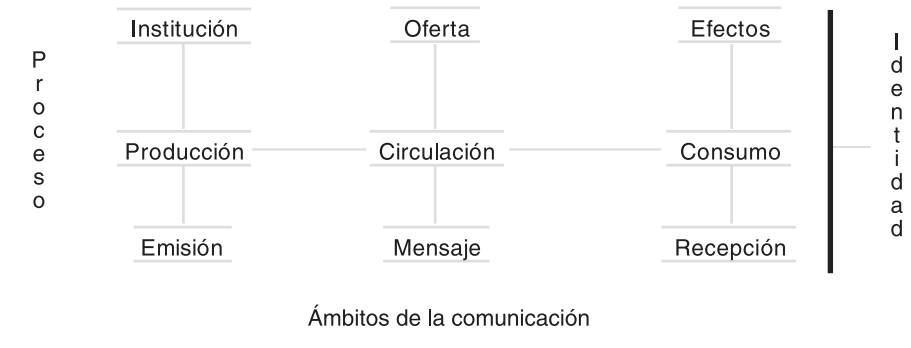 Institución Oferta Efectos
Proceso
Producción Circulación Consumo
Identidad
Emisión Mensaje Recepción
Ámbitos de la comunicación